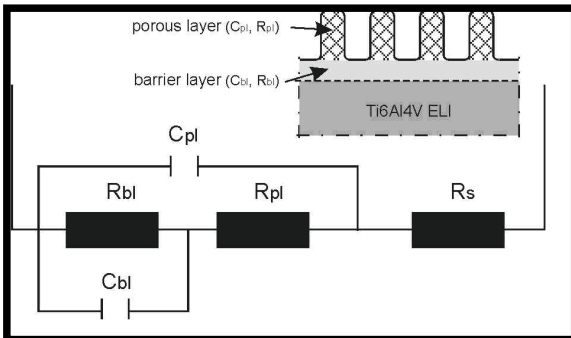 porous layer (Cpl, Rpl)
barrier layer (Cbl, Rbl)
Ti6Al4V ELI
Cpl
Rbl
Rpl
Rs
Cbl